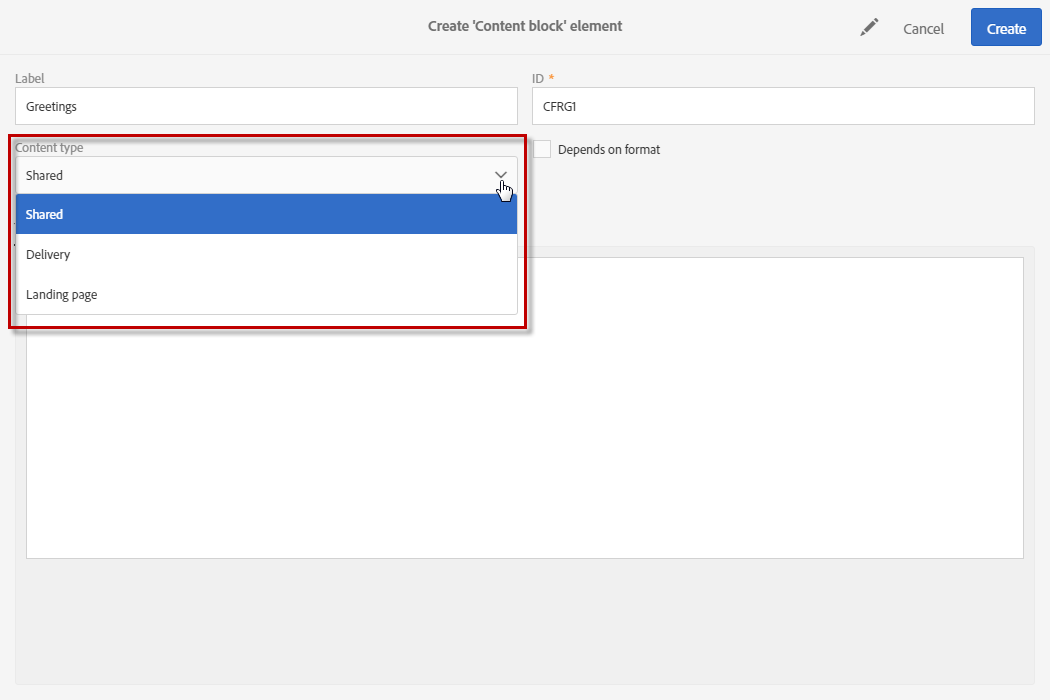 Create 'Content block' element
Cancel
Create
Label
ID *
Greetings
CFRG1
Content type
Depends on format
Shared
Shared
Delivery
Landing page